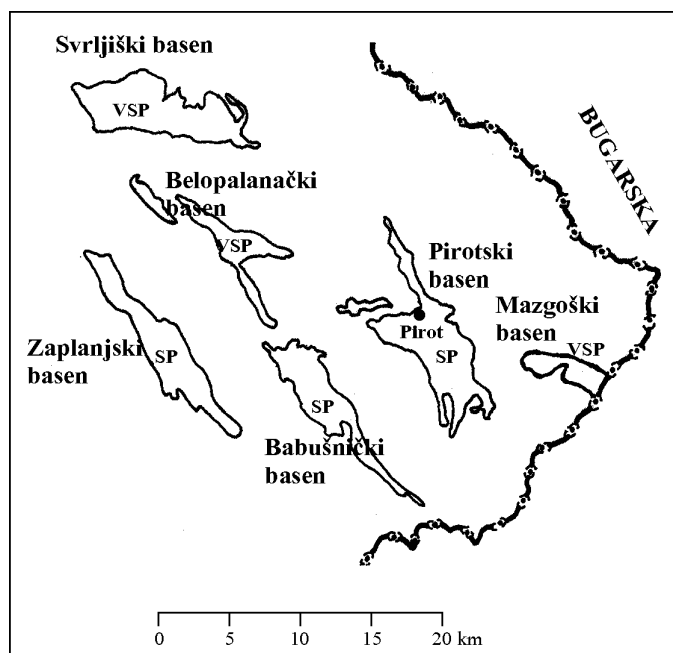 Svrljiški basen
VSP
BUGARSKA
Belopalanački
basen
VSP
Pirotski
basen
Mazgoški
basen
VSP
Pirot
SP
Zaplanjski
basen
SP
SP
Babušnički
basen
0 5 10 15 20 km